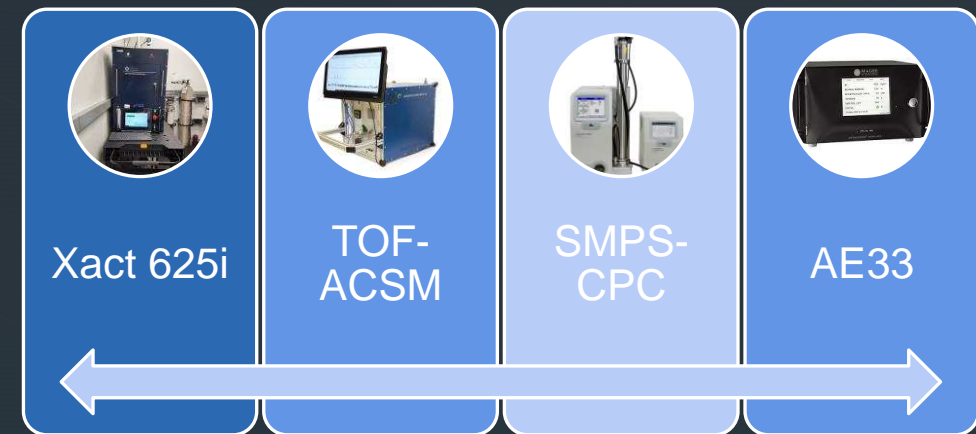 Xact 625i
TOF-
ACSM
SMPS-
CPC
AE33